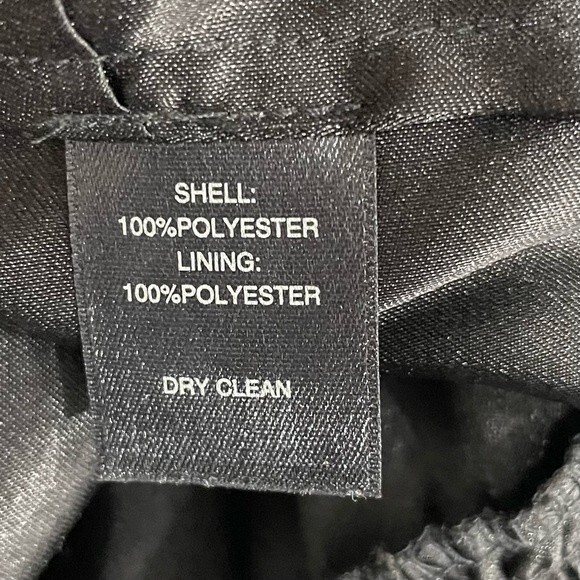 SHELL:
100%POLYESTER
LINING:
100%POLYESTER
DRY CLEAN